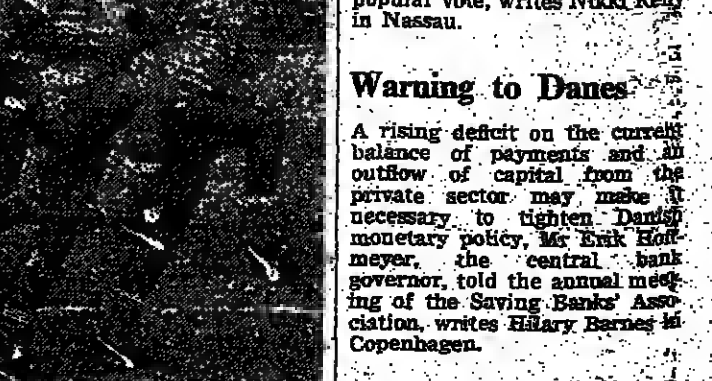 popular vote, writes Nikki Kelly
in Nassau.
Warning to Danes
A rising deficit on the current
balance of payments and an
outflow of capital from the
private sector may make it
necessary to tighten Danish
monetary policy, Mr Erik Hoff-
meyer, the central bank
governor, told the annual meet-
ing of the Saving Banks' Asso-
ciation, writes Hilary Barnes in
Copenhagen.